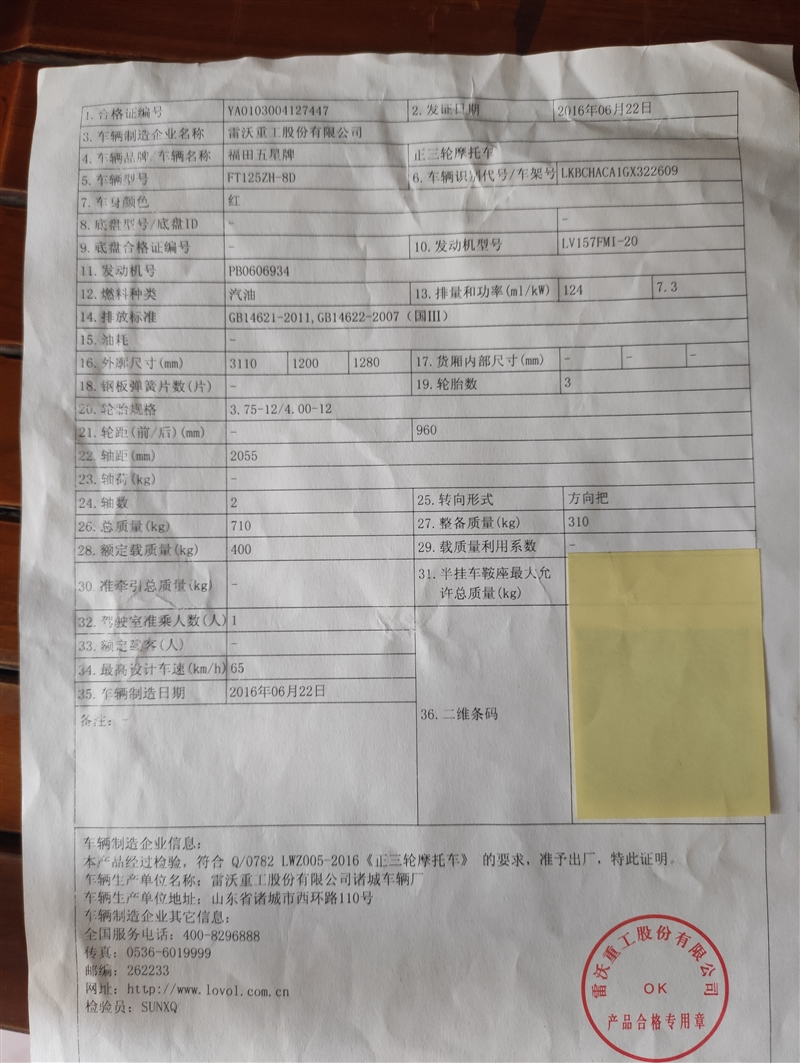 1.合格证编号 YA0103004127447 2.发证日期 2016年06月22日
3.车辆制造企业名称 雷沃重工股份有限公司
4.车辆品牌/车辆名称 福田五星牌 正三轮摩托车
5.车辆型号 FT125ZH-8D 6.车辆识别代号/车架号 LKBCHACA1GX322609
7.车身颜色 红
8.底盘型号/底盘ID - -
9.底盘合格证编号 - 10.发动机型号 LV157FMI-20
11.发动机号 PB0606934
12.燃料种类 汽油 13.排量和功率(ml/kW) 124 7.3
14.排放标准 GB14621-2011,GB14622-2007（国III）
15.油耗 -
16.外廓尺寸(mm) 3110 1200 1280 17.货厢内部尺寸(mm) - - -
18.钢板弹簧片数(片) - 19.轮胎数 3
20.轮胎规格 3.75-12/4.00-12
21.轮距(前/后)(mm) - 960
22.轴距(mm) 2055
23.轴荷(kg) -
24.轴数 2 25.转向形式 方向把
26.总质量(kg) 710 27.整备质量(kg) 310
28.额定载质量(kg) 400 29.载质量利用系数 -
30.准牵引总质量(kg) - 31.半挂车鞍座最大允
许总质量(kg)
32.驾驶室准乘人数(人) 1
33.额定载客(人) -
34.最高设计车速(km/h) 65
35.车辆制造日期 2016年06月22日
备注：- 36.二维条码
车辆制造企业信息：
本产品经过检验，符合 Q/0782 LWZ005-2016《正三轮摩托车》 的要求，准予出厂，特此证明。
车辆生产单位名称：雷沃重工股份有限公司诸城车辆厂
车辆生产单位地址：山东省诸城市西环路110号
车辆制造企业其它信息：
全国服务电话：400-8296888
传真：0536-6019999
邮编：262233
网址：http://www.lovol.com.cn
检验员：SUNXQ
雷沃重工股份有限公司
OK
产品合格专用章